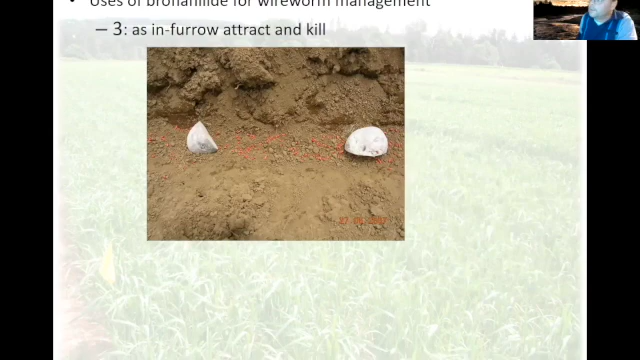 • Uses of broflanilide for wireworm management
– 3: as in-furrow attract and kill